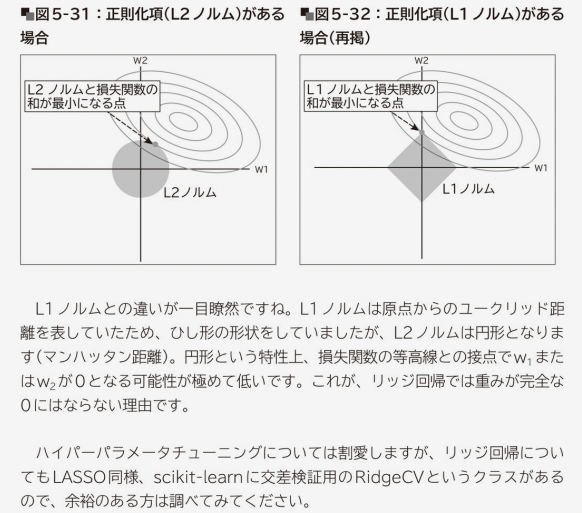 ■図5-31：正則化項(L2ノルム)がある
場合
W2
L2 ノルムと損失関数の
和が最小になる点
W1
L2ノルム
■図5-32：正則化項(L1ノルム)がある
場合(再掲)
W2
L1ノルムと損失関数の
和が最小になる点
W1
L1ノルム
L1ノルムとの違いが一目瞭然ですね。L1ノルムは原点からのユークリッド距
離を表していたため、ひし形の形状をしていましたが、L2ノルムは円形となりま
す(マンハッタン距離)。円形という特性上、損失関数の等高線との接点でw₁また
はw₂が0となる可能性が極めて低いです。これが、リッジ回帰では重みが完全な
0にはならない理由です。
ハイパーパラメータチューニングについては割愛しますが、リッジ回帰につい
てもLASSO同様、scikit-learnに交差検証用のRidgeCVというクラスがある
ので、余裕のある方は調べてみてください。